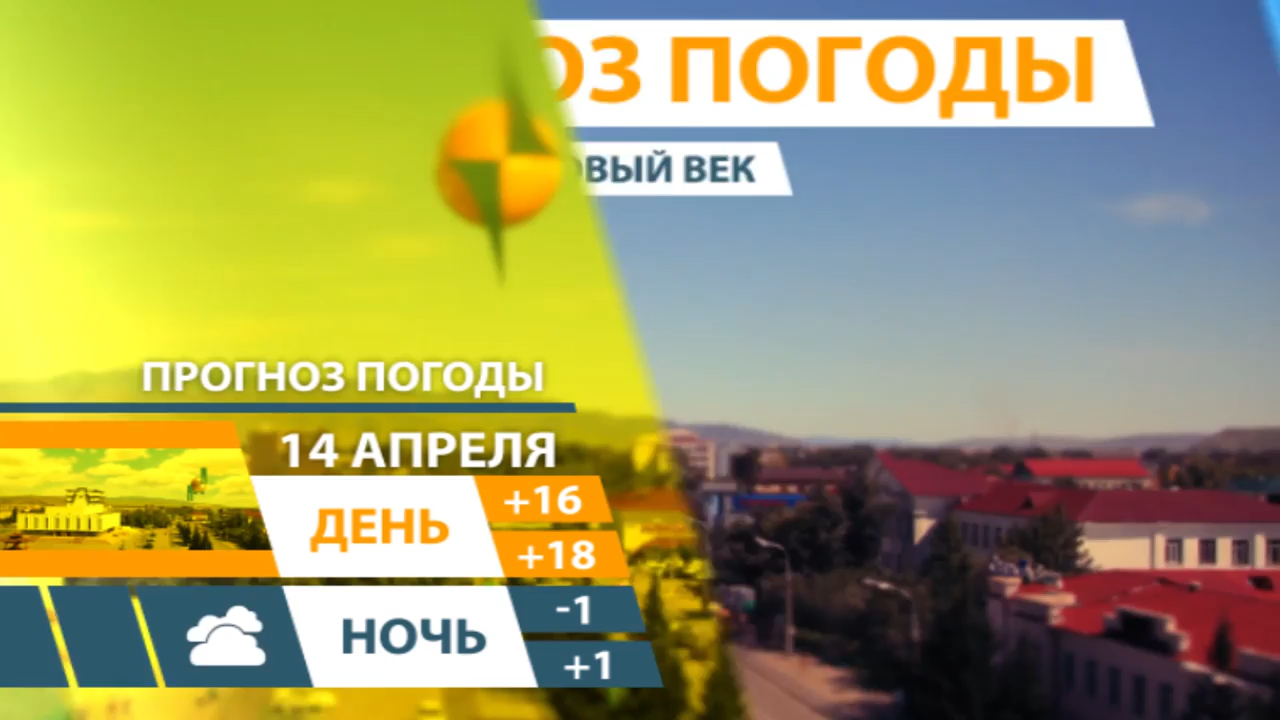 ОЗ ПОГОДЫ
ОВЫЙ ВЕК
ПРОГНОЗ ПОГОДЫ
14 АПРЕЛЯ
ДЕНЬ
+16
+18
НОЧЬ
-1
+1